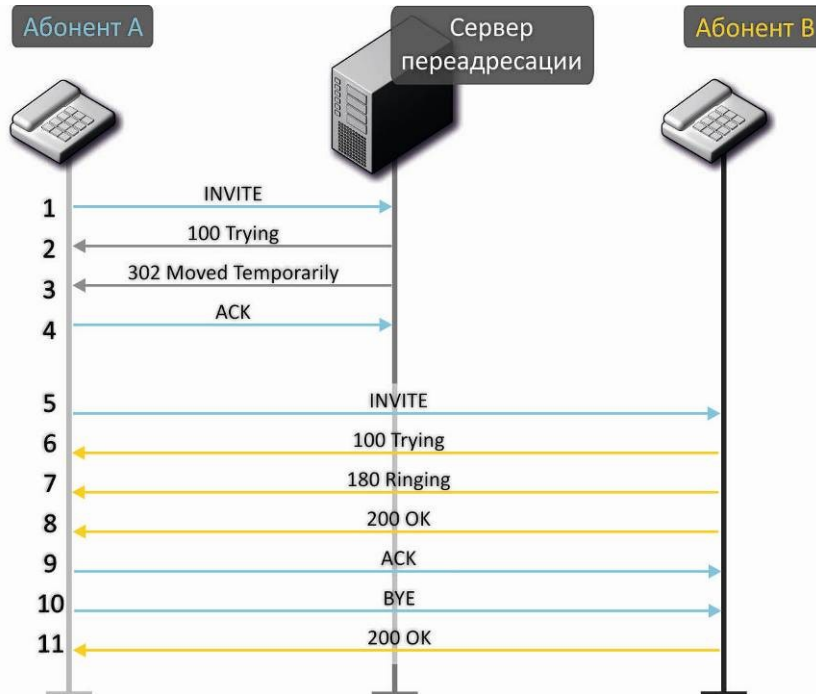 Абонент А
Сервер
переадресации
Абонент В
1 INVITE
2 100 Trying
3 302 Moved Temporarily
4 ACK
5 INVITE
6 100 Trying
7 180 Ringing
8 200 OK
9 ACK
10 BYE
11 200 OK